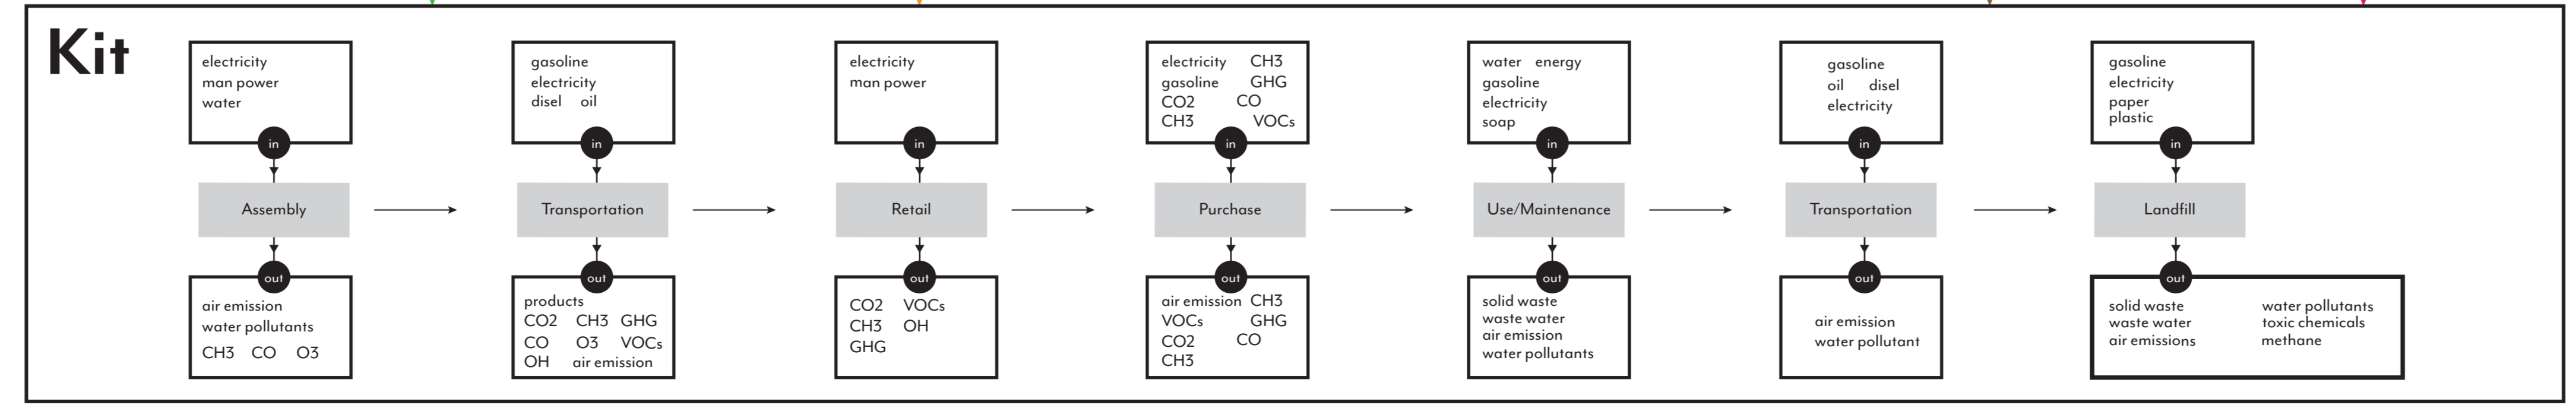 Kit
electricity
man power
water
in
Assembly
out
air emission
water pollutants
CH3 CO O3
gasoline
electricity
disel oil
in
Transportation
out
products
CO2 CH3 GHG
CO O3 VOCs
OH air emission
electricity
man power
in
Retail
out
CO2 VOCs
CH3 OH
GHG
electricity CH3
gasoline GHG
CO2 CO
CH3 VOCs
in
Purchase
out
air emission CH3
VOCs GHG
CO2 CO
CH3
water energy
gasoline
electricity
soap
in
Use/Maintenance
out
solid waste
waste water
air emission
water pollutants
gasoline
oil disel
electricity
in
Transportation
out
air emission
water pollutant
gasoline
electricity
paper
plastic
in
Landfill
out
solid waste water pollutants
waste water toxic chemicals
air emissions methane